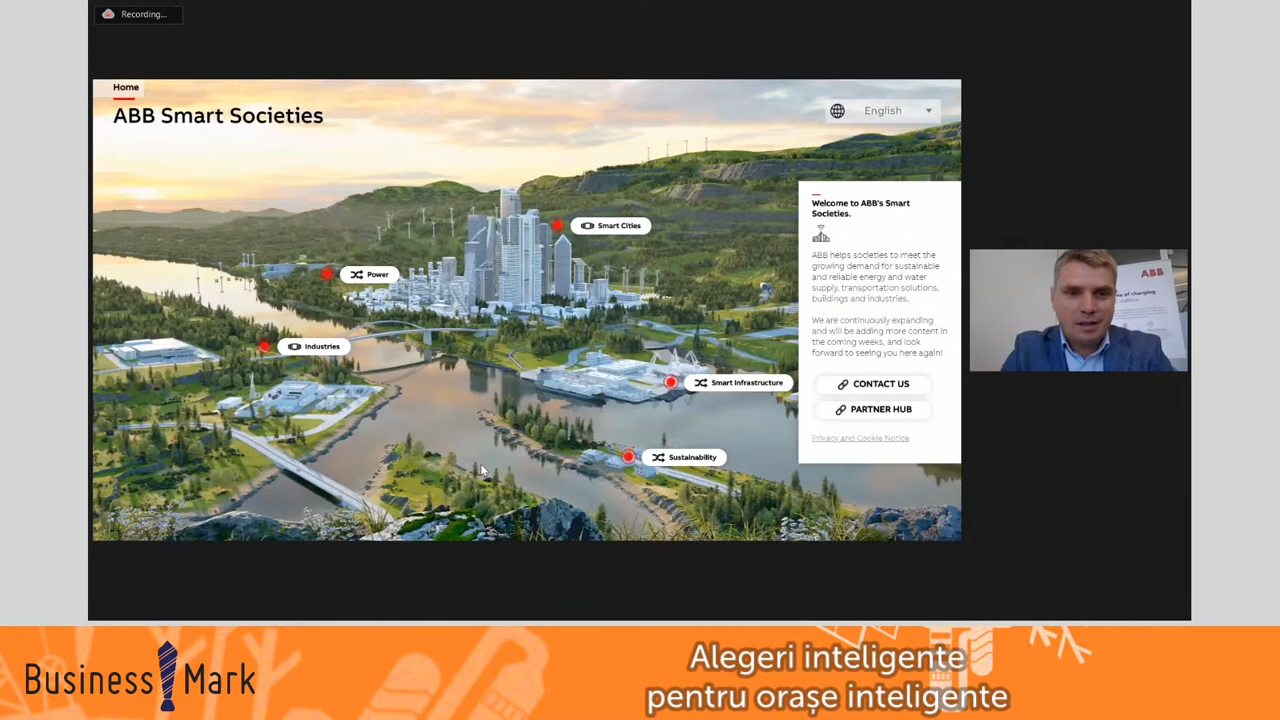 Recording...
Home
ABB Smart Societies
English
Smart Cities
Power
Industries
Smart Infrastructure
Sustainability
Welcome to ABB's Smart
Societies.
ABB helps societies to meet the
growing demand for sustainable
and reliable energy and water
supply, transportation solutions,
buildings and industries.
We are continuously expanding
and will be adding more content in
the coming weeks, and look
forward to seeing you here again!
CONTACT US
PARTNER HUB
Privacy and Cookie Notice
ABB
of charging
Business Mark
Alegeri inteligente
pentru orașe inteligente